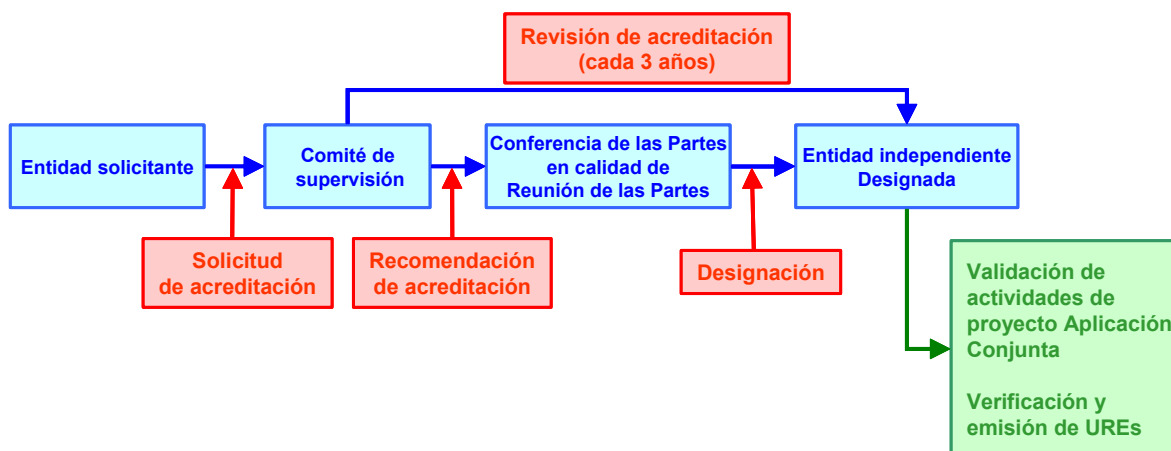 Revisión de acreditación
(cada 3 años)
Entidad solicitante
Comité de
supervisión
Conferencia de las Partes
en calidad de
Reunión de las Partes
Entidad independiente
Designada
Solicitud
de acreditación
Recomendación
de acreditación
Designación
Validación de
actividades de
proyecto Aplicación
Conjunta
Verificación y
emisión de UREs